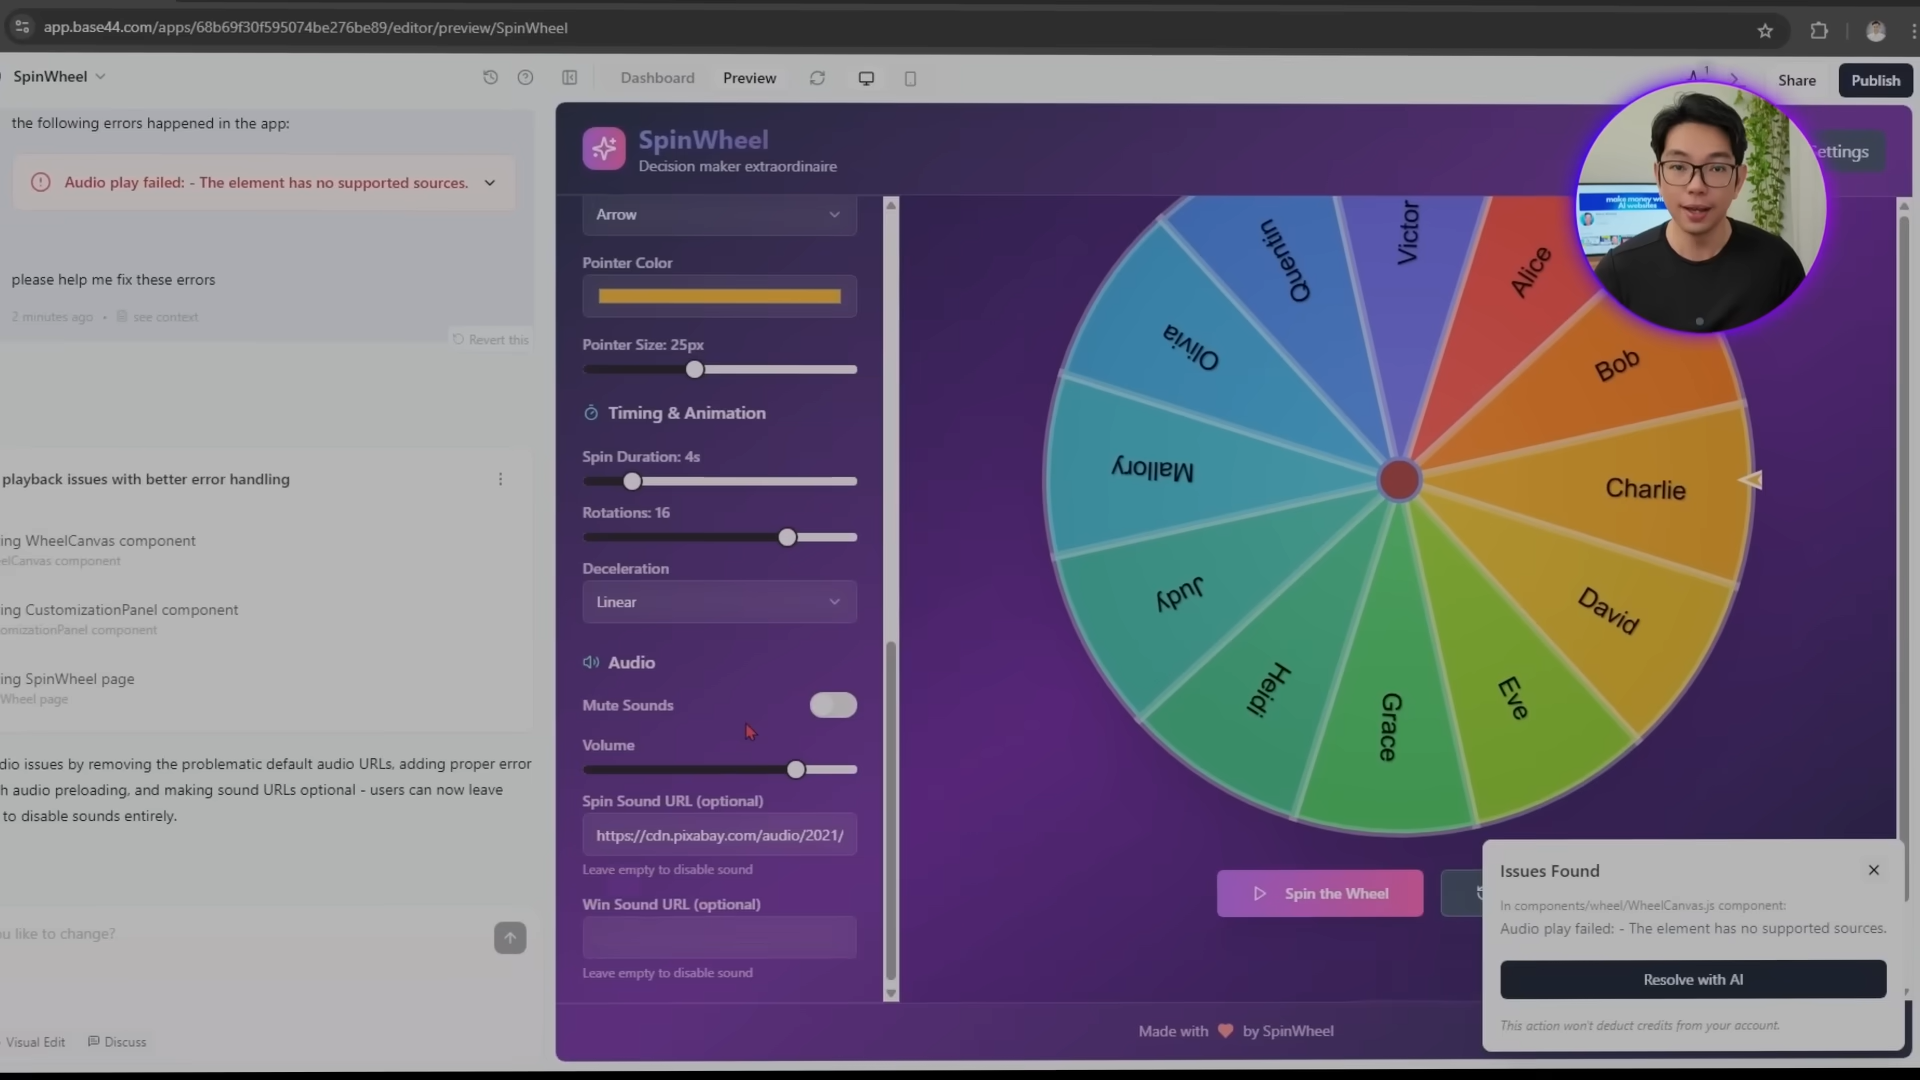 app.base44.com/apps/68b69f30f595074be276be89/editor/preview/SpinWheel
SpinWheel
Dashboard
Preview
Share
Publish
the following errors happened in the app:
Audio play failed: - The element has no supported sources.
please help me fix these errors
2 minutes ago • see context
Revert this
playback issues with better error handling
ing WheelCanvas component
elCanvas component
ing CustomizationPanel component
omizationPanel component
ing SpinWheel page
Wheel page
dio issues by removing the problematic default audio URLs, adding proper error
h audio preloading, and making sound URLs optional - users can now leave
to disable sounds entirely.
u like to change?
Visual Edit
Discuss
SpinWheel
Decision maker extraordinaire
ettings
make money wi
AI websites
Arrow
Pointer Color
Pointer Size: 25px
Timing & Animation
Spin Duration: 4s
Rotations: 16
Deceleration
Linear
Audio
Mute Sounds
Volume
Spin Sound URL (optional)
https://cdn.pixabay.com/audio/2021/
Leave empty to disable sound
Win Sound URL (optional)
Leave empty to disable sound
Victor
Alice
Bob
Charlie
David
Eve
Grace
Heidi
Judy
Mallory
Olivia
Quentin
Spin the Wheel
Made with ❤ by SpinWheel
Issues Found
In components/wheel/WheelCanvas.js component:
Audio play failed: - The element has no supported sources.
Resolve with AI
This action won't deduct credits from your account.